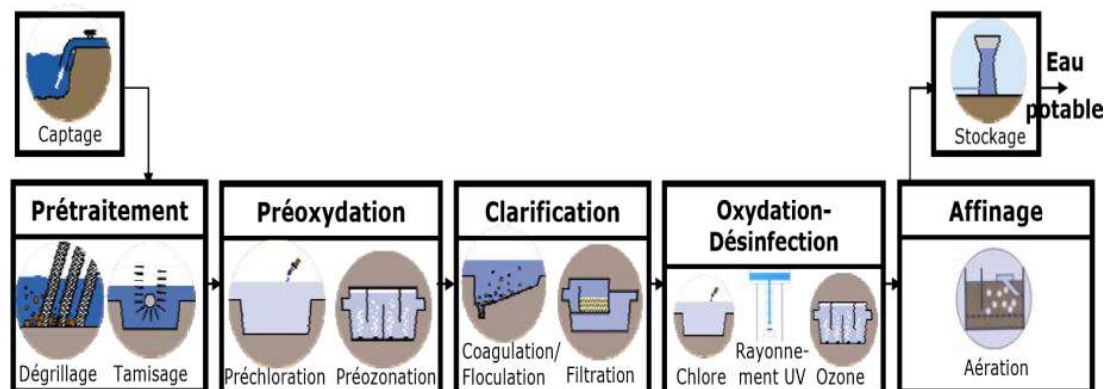 Captage
Stockage
Eau
potable
Prétraitement
Dégrillage
Tamisage
Préoxydation
Préchloration
Préozonation
Clarification
Coagulation/
Floculation
Filtration
Oxydation-
Désinfection
Chlore
Rayonne-
ment UV
Ozone
Affinage
Aération